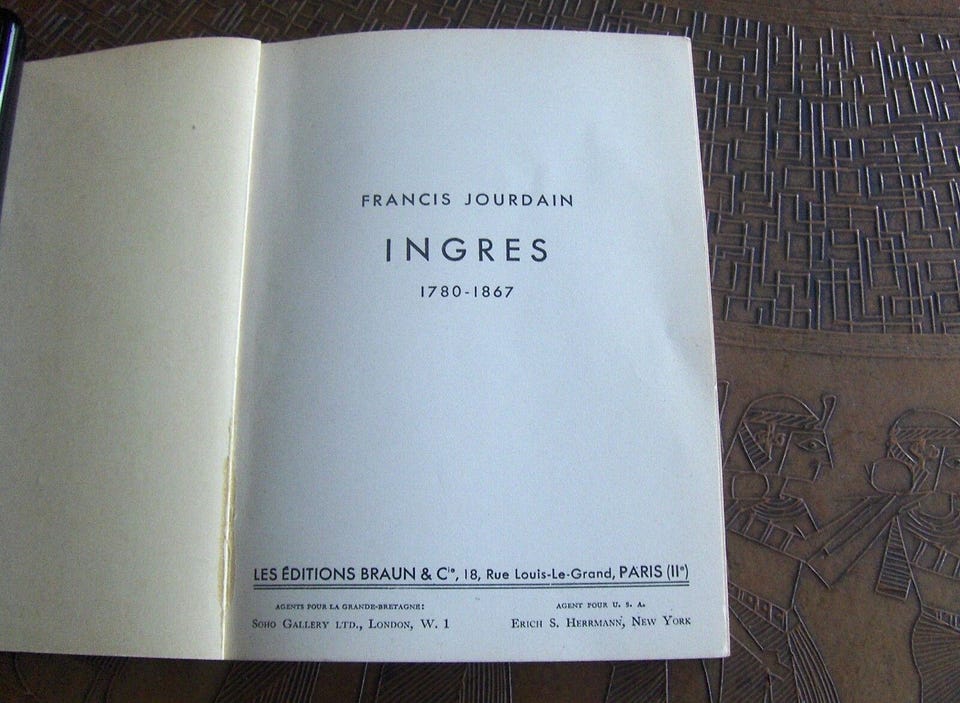 FRANCIS JOURDAIN
INGRES
1780-1867
LES ÉDITIONS BRAUN & Cie, 18, Rue Louis-Le-Grand, PARIS (IIe)
AGENTS POUR LA GRANDE-BRETAGNE:
SOHO GALLERY LTD., LONDON, W. 1
AGENT POUR U. S. A.
ERICH S. HERRMANN, NEW YORK